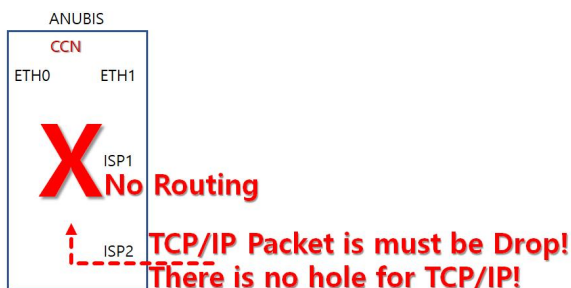 ANUBIS
CCN
ETH0 ETH1
X
ISP1
No Routing
ISP2
TCP/IP Packet is must be Drop!
There is no hole for TCP/IP!